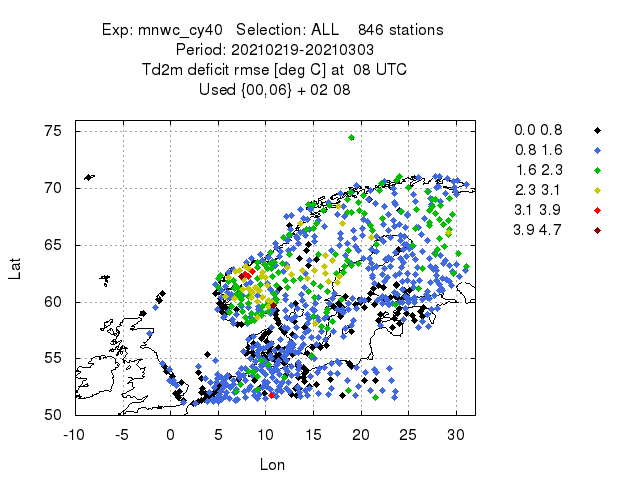 Exp: mnwc_cy40 Selection: ALL 846 stations
Period: 20210219-20210303
Td2m deficit rmse [deg C] at 08 UTC
Used {00,06} + 02 08
75
70
65
60
55
50
Lat
-10 -5 0 5 10 15 20 25 30
Lon
0.0 0.8
0.8 1.6
1.6 2.3
2.3 3.1
3.1 3.9
3.9 4.7